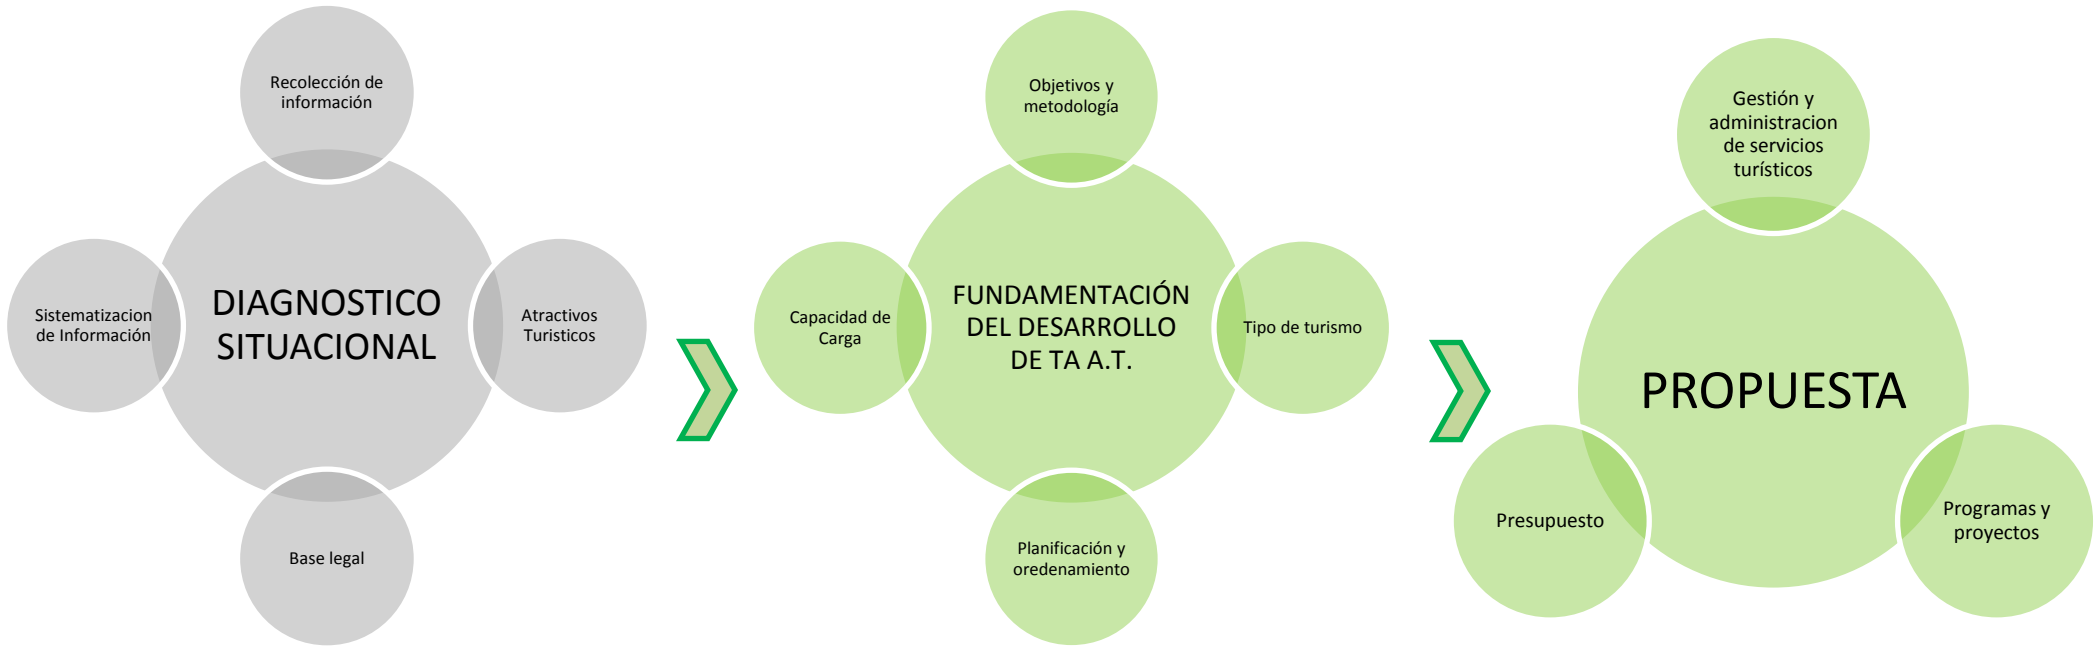 Recolección de
información
Sistematizacion
de Información
DIAGNOSTICO
SITUACIONAL
Atractivos
Turisticos
Base legal
Objetivos y
metodología
Capacidad de
Carga
FUNDAMENTACIÓN
DEL DESARROLLO
DE TA A.T.
Tipo de turismo
Planificación y
oredenamiento
Gestión y
administracion
de servicios
turísticos
PROPUESTA
Presupuesto
Programas y
proyectos